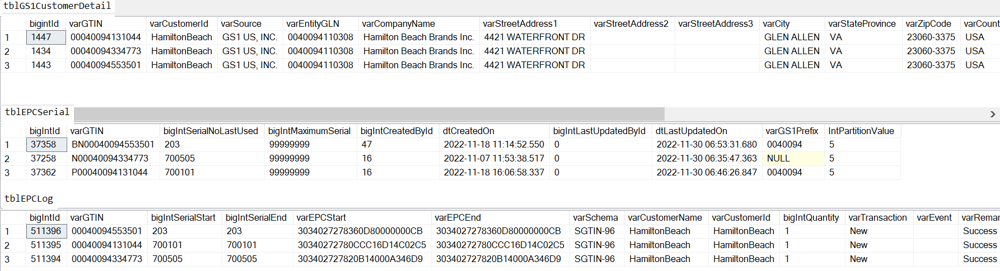 tblGS1CustomerDetail
bigintId varGTIN varCustomerId varSource varEntityGLN varCompanyName varStreetAddress1 varStreetAddress2 varStreetAddress3 varCity varStateProvince varZipCode varCount
1 1447 00040094131044 HamiltonBeach GS1 US, INC. 0040094110308 Hamilton Beach Brands Inc. 4421 WATERFRONT DR GLEN ALLEN VA 23060-3375 USA
2 1434 00040094334773 HamiltonBeach GS1 US, INC. 0040094110308 Hamilton Beach Brands Inc. 4421 WATERFRONT DR GLEN ALLEN VA 23060-3375 USA
3 1443 00040094553501 HamiltonBeach GS1 US, INC. 0040094110308 Hamilton Beach Brands Inc. 4421 WATERFRONT DR GLEN ALLEN VA 23060-3375 USA
tblEPCSerial
bigIntId varGTIN bigIntSerialNoLastUsed bigIntMaximumSerial bigIntCreatedById dtCreatedOn bigIntLastUpdatedById dtLastUpdatedOn varGS1Prefix IntPartitionValue
1 37358 BN00040094553501 203 99999999 47 2022-11-18 11:14:52.550 0 2022-11-30 06:53:31.680 0040094 5
2 37258 N00040094334773 700505 99999999 16 2022-11-07 11:53:38.517 0 2022-11-30 06:35:47.363 NULL 5
3 37362 P00040094131044 700101 99999999 16 2022-11-18 16:06:58.337 0 2022-11-30 06:46:26.847 0040094 5
tblEPCLog
bigIntId varGTIN bigIntSerialStart bigIntSerialEnd varEPCStart varEPCEnd varSchema varCustomerName varCustomerId bigIntQuantity varTransaction varEvent varRemar
1 511396 00040094553501 203 203 3034027278360D80000000CB 3034027278360D80000000CB SGTIN-96 HamiltonBeach HamiltonBeach 1 New Success
2 511395 00040094131044 700101 700101 30340272780CCC16D14C02C5 30340272780CCC16D14C02C5 SGTIN-96 HamiltonBeach HamiltonBeach 1 New Success
3 511394 00040094334773 700505 700505 303402727820B14000A346D9 303402727820B14000A346D9 SGTIN-96 HamiltonBeach HamiltonBeach 1 New Success